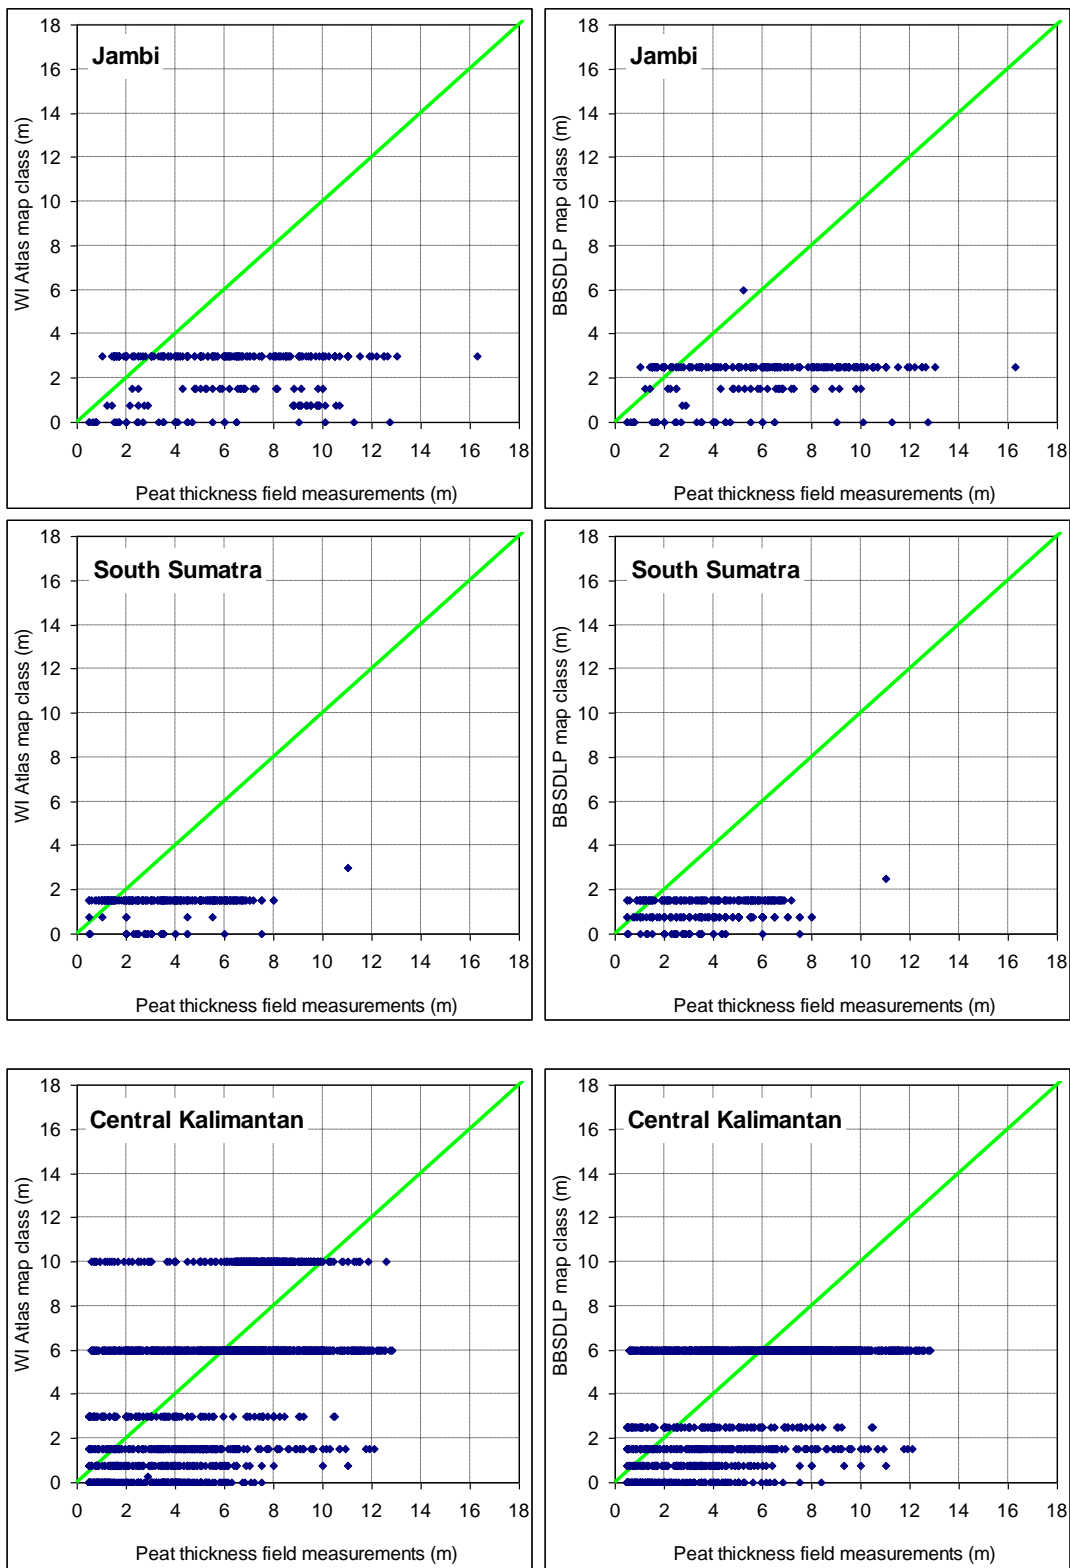 Jambi
WI Atlas map class (m)
18
16
14
12
10
8
6
4
2
0
0 2 4 6 8 10 12 14 16 18
Peat thickness field measurements (m)
Jambi
BBSDLP map class (m)
18
16
14
12
10
8
6
4
2
0
0 2 4 6 8 10 12 14 16 18
Peat thickness field measurements (m)
South Sumatra
WI Atlas map class (m)
18
16
14
12
10
8
6
4
2
0
0 2 4 6 8 10 12 14 16 18
Peat thickness field measurements (m)
South Sumatra
BBSDLP map class (m)
18
16
14
12
10
8
6
4
2
0
0 2 4 6 8 10 12 14 16 18
Peat thickness field measurements (m)
Central Kalimantan
WI Atlas map class (m)
18
16
14
12
10
8
6
4
2
0
0 2 4 6 8 10 12 14 16 18
Peat thickness field measurements (m)
Central Kalimantan
BBSDLP map class (m)
18
16
14
12
10
8
6
4
2
0
0 2 4 6 8 10 12 14 16 18
Peat thickness field measurements (m)